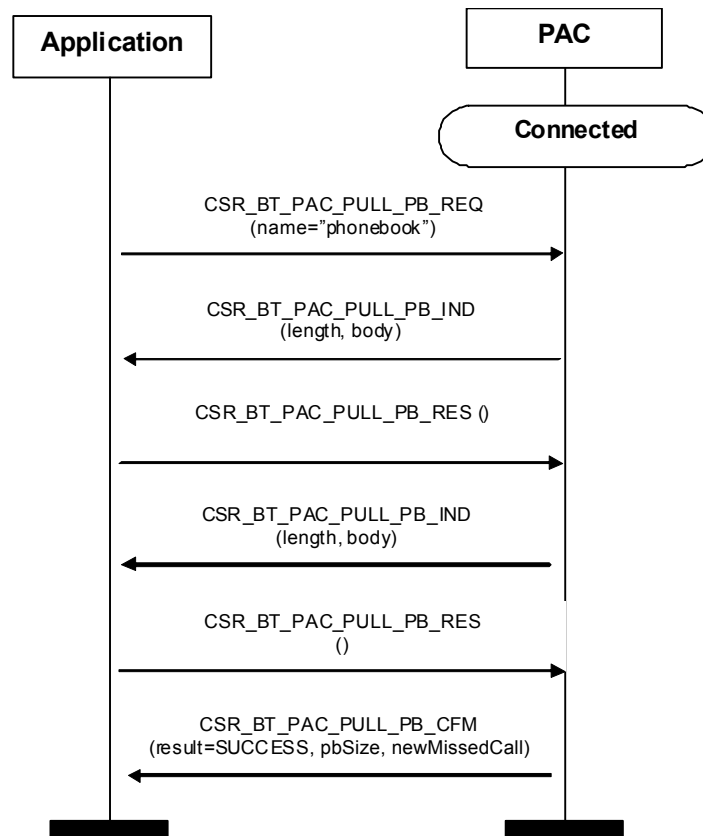 Application
PAC
Connected
CSR_BT_PAC_PULL_PB_REQ
(name=”phonebook”)
CSR_BT_PAC_PULL_PB_IND
(length, body)
CSR_BT_PAC_PULL_PB_RES ()
CSR_BT_PAC_PULL_PB_IND
(length, body)
CSR_BT_PAC_PULL_PB_RES
()
CSR_BT_PAC_PULL_PB_CFM
(result=SUCCESS, pbSize, newMissedCall)